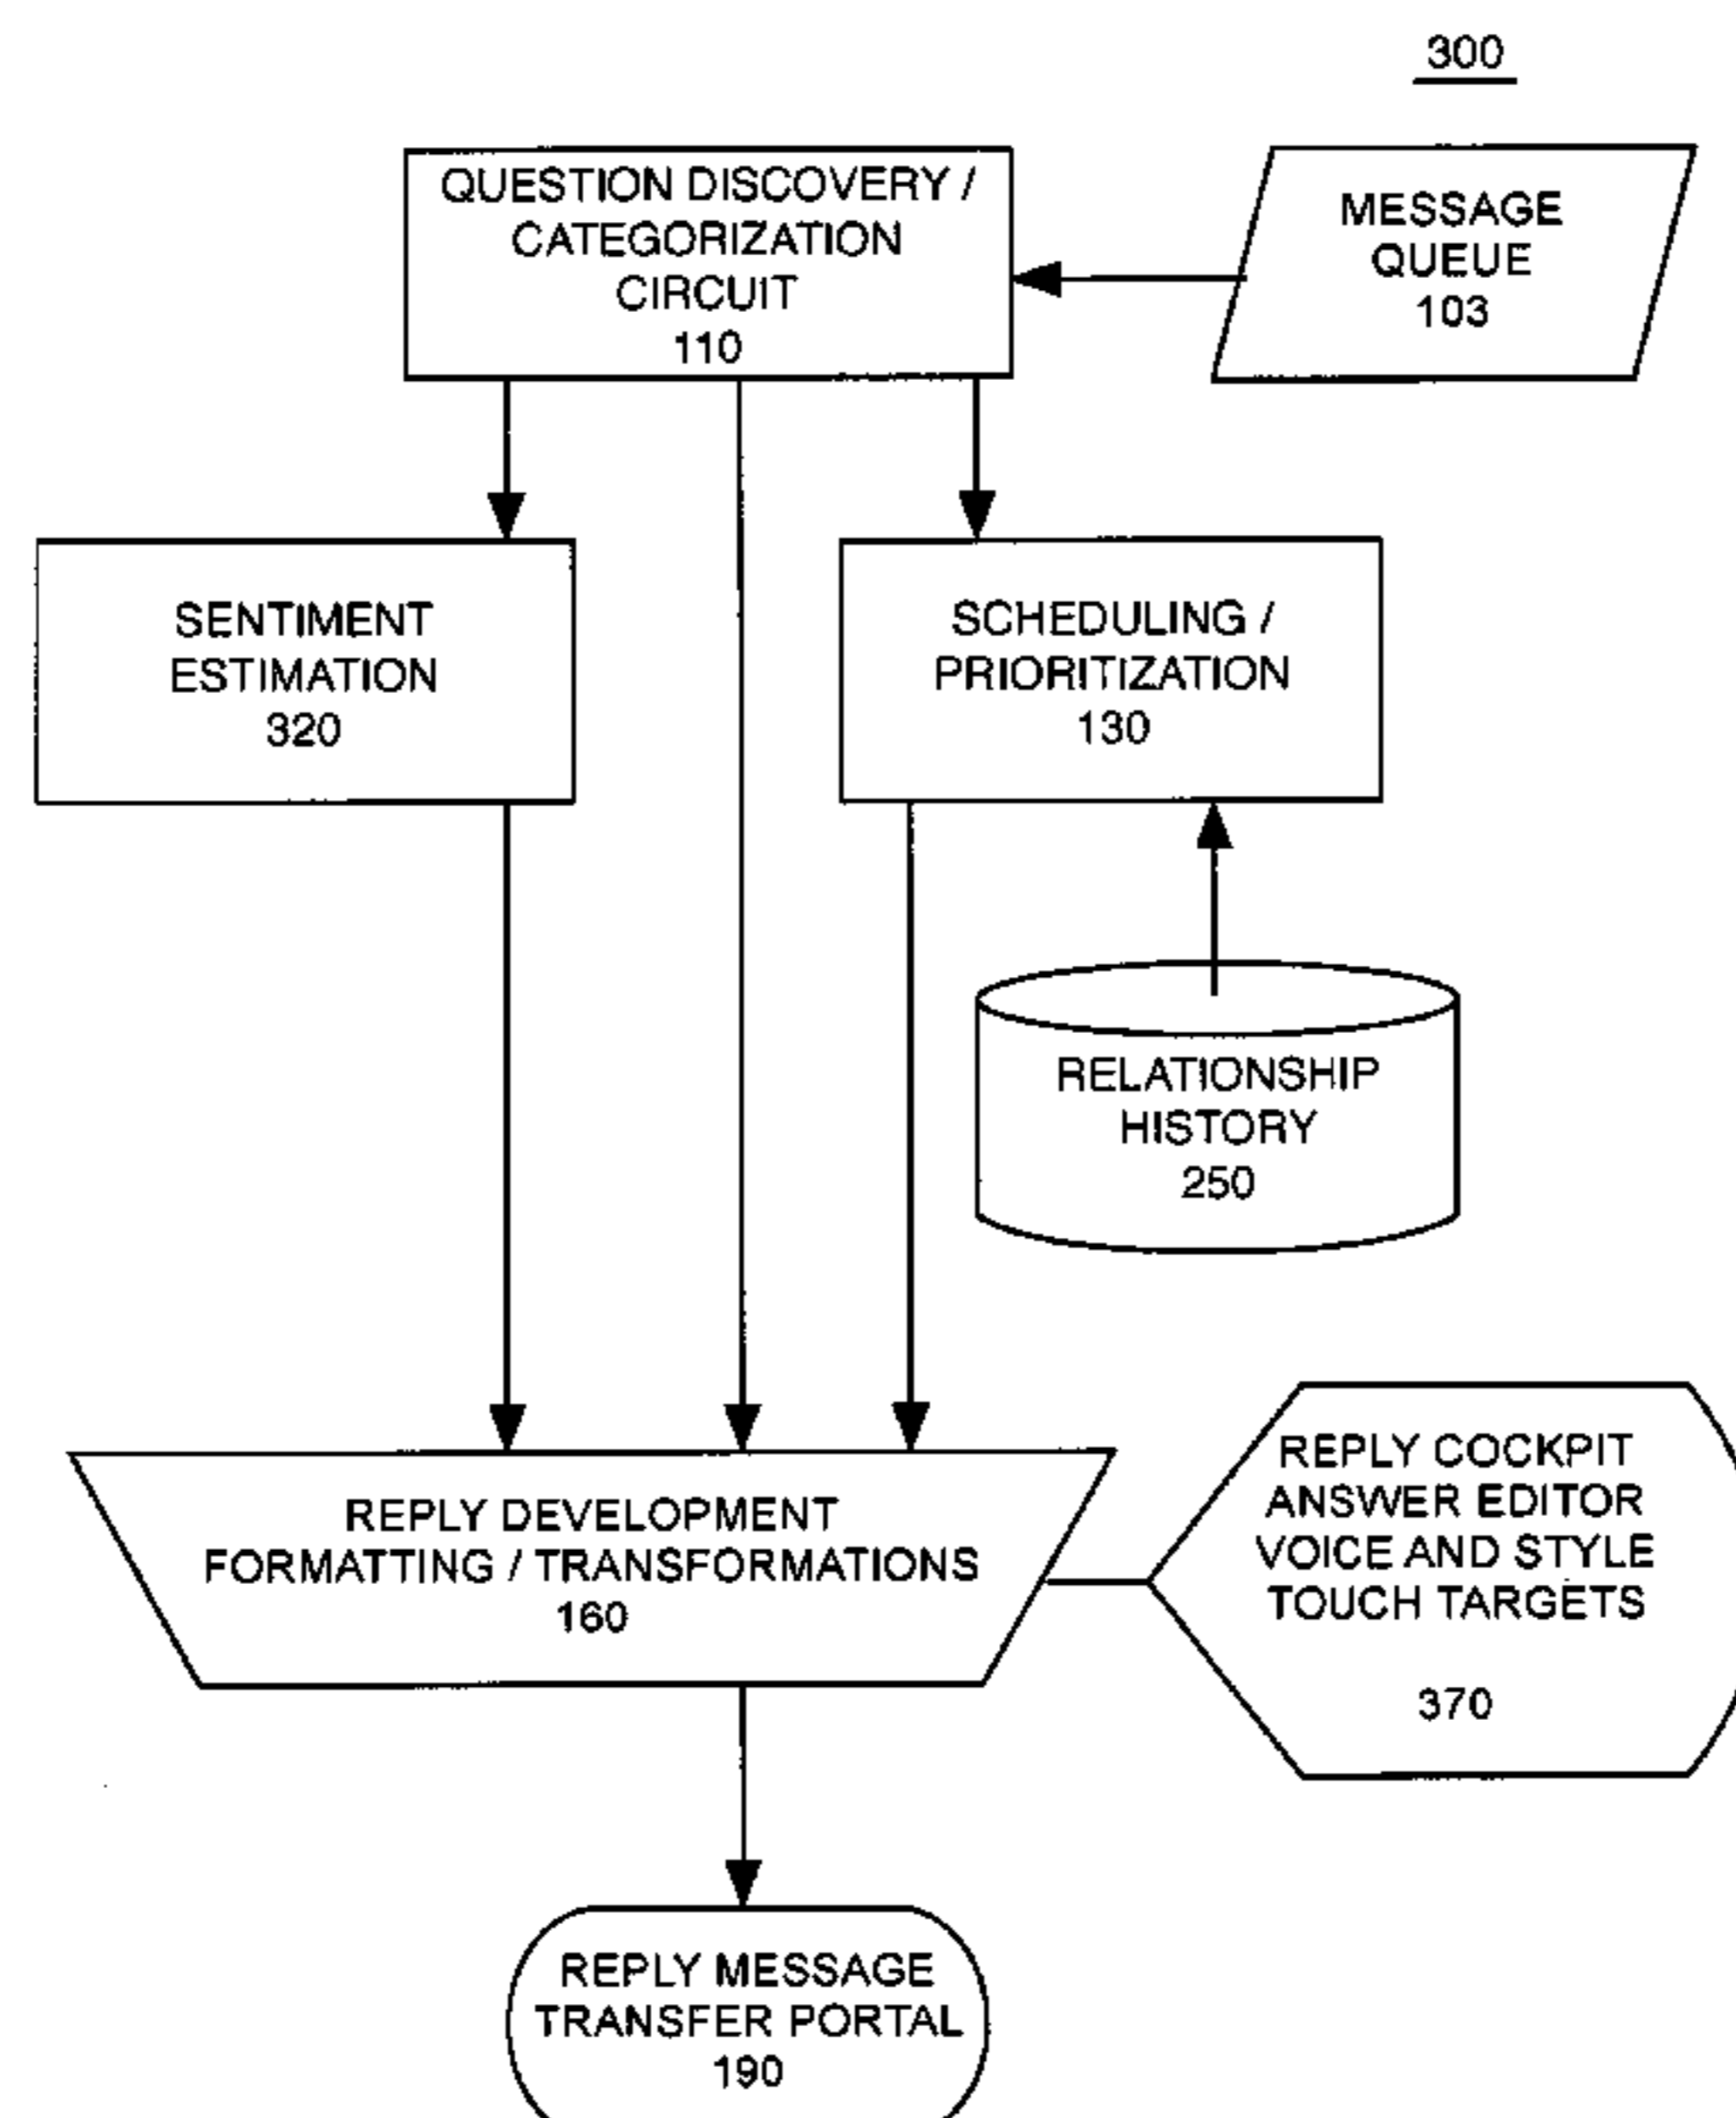 300
QUESTION DISCOVERY /
CATEGORIZATION
CIRCUIT
110
MESSAGE
QUEUE
103
SENTIMENT
ESTIMATION
320
SCHEDULING /
PRIORITIZATION
130
RELATIONSHIP
HISTORY
250
REPLY DEVELOPMENT
FORMATTING / TRANSFORMATIONS
160
REPLY COCKPIT
ANSWER EDITOR
VOICE AND STYLE
TOUCH TARGETS
370
REPLY MESSAGE
TRANSFER PORTAL
190